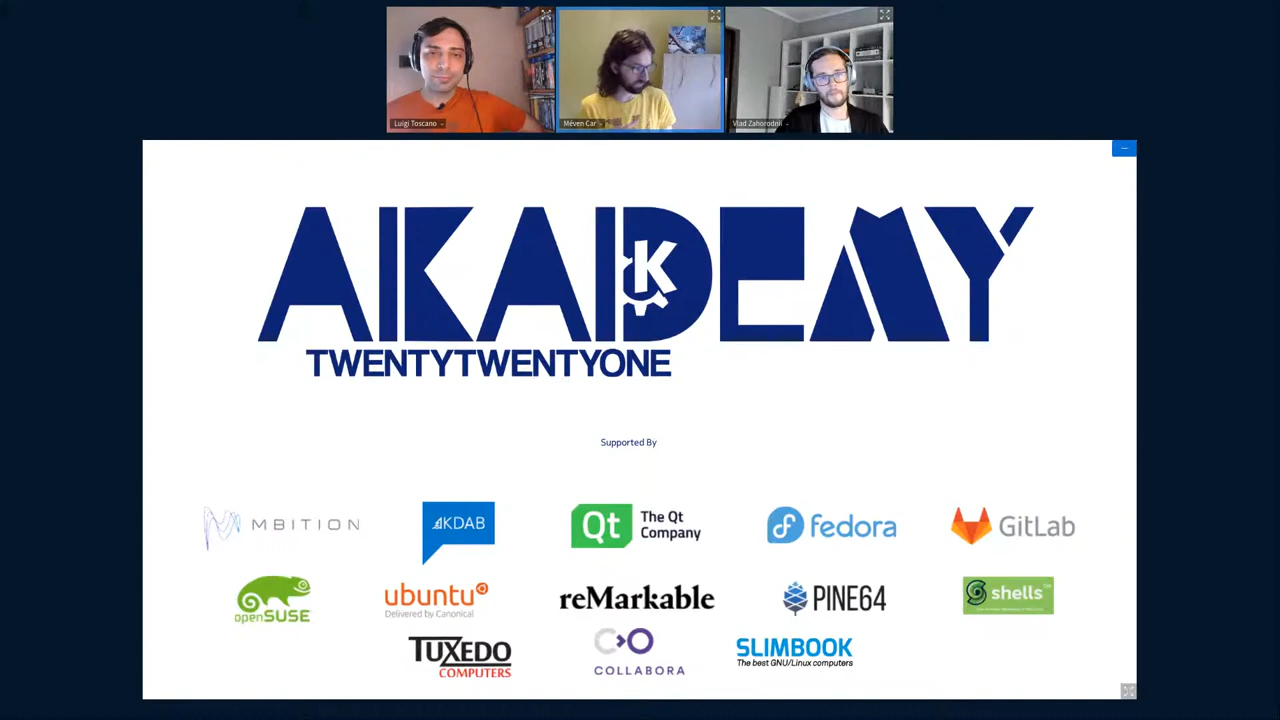 Luigi Toscano
Méven Car
Vlad Zahorodnii
AKADEMY
TWENTYTWENTYONE
Supported By
MBITION
KDAB
Qt
The Qt
Company
fedora
GitLab
openSUSE
ubuntu
Delivered by Canonical
reMarkable
PINE64
shells™
TUXEDO
COMPUTERS
COLLABORA
SLIMBOOK
The best GNU/Linux computers